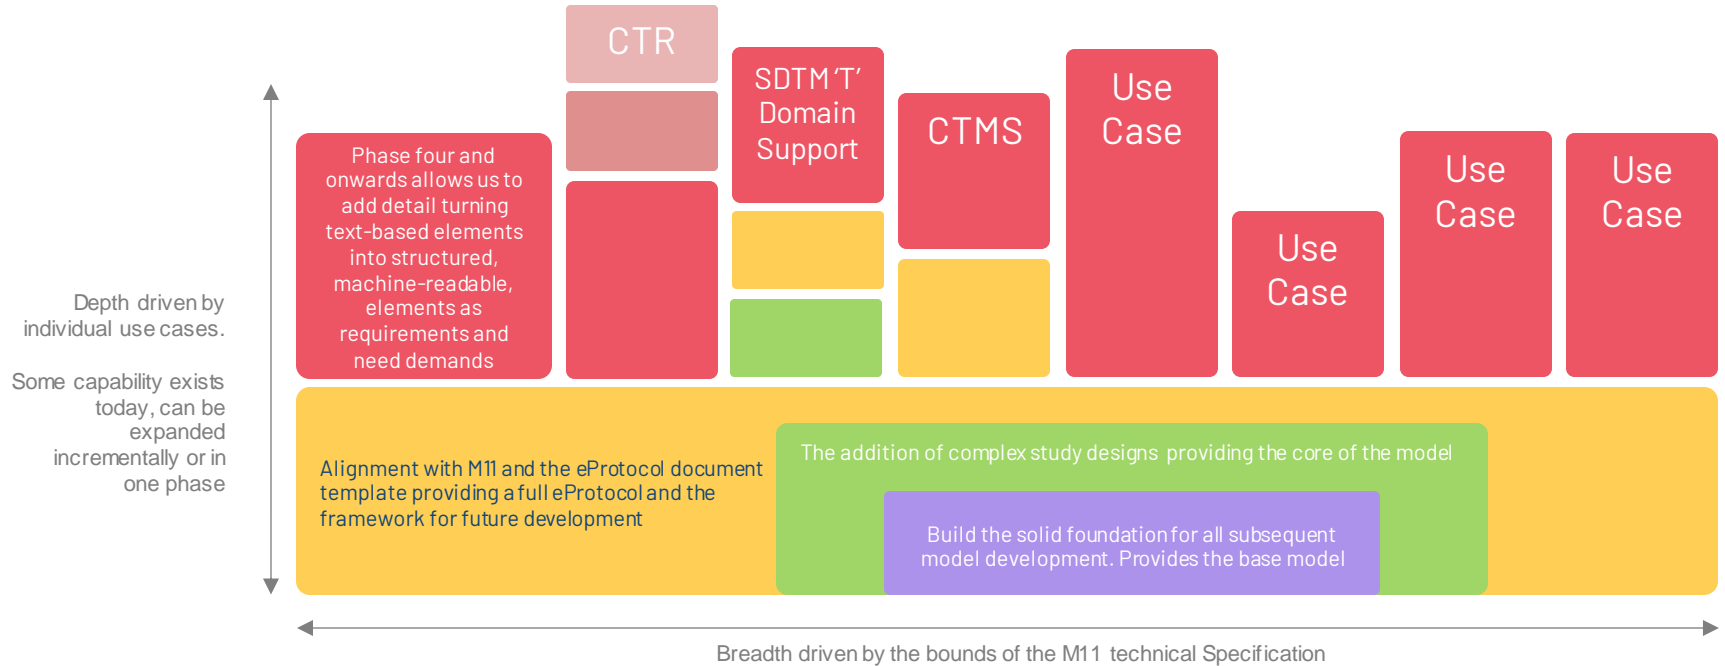 CTR
SDTM ‘T’
Domain
Support
CTMS
Use
Case
Use
Case
Use
Case
Use
Case
Phase four and
onwards allows us to
add detail turning
text-based elements
into structured,
machine-readable,
elements as
requirements and
need demands
Depth driven by
individual use cases.
Some capability exists
today, can be
expanded
incrementally or in
one phase
Alignment with M11 and the eProtocol document
template providing a full eProtocol and the
framework for future development
The addition of complex study designs providing the core of the model
Build the solid foundation for all subsequent
model development. Provides the base model
Breadth driven by the bounds of the M11 technical Specification